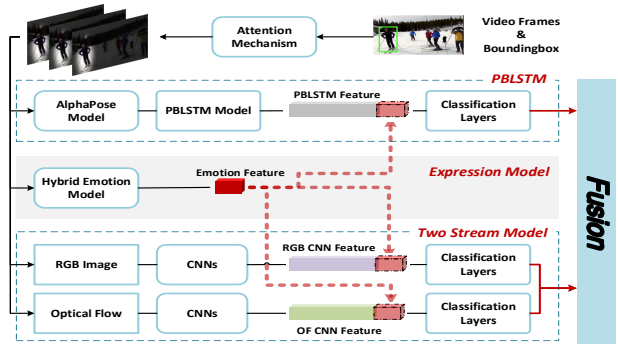 Attention
Mechanism
Video Frames
&
Boundingbox
PBLSTM
AlphaPose
Model
PBLSTM Model
PBLSTM Feature
Classification
Layers
Hybrid Emotion
Model
Emotion Feature
Expression Model
Two Stream Model
RGB Image
CNNs
RGB CNN Feature
Classification
Layers
Optical Flow
CNNs
OF CNN Feature
Classification
Layers
Fusion